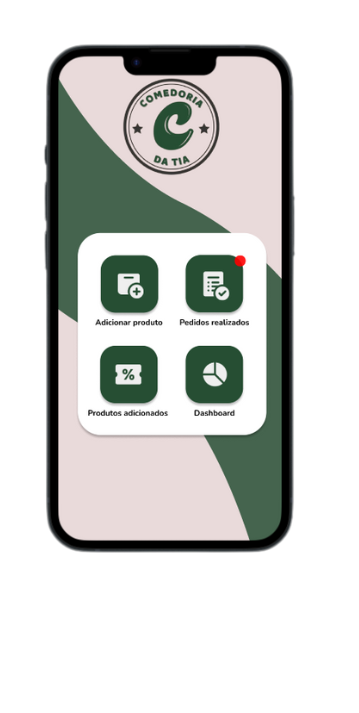 COMEDORIA
C
DA TIA
Adicionar produto
Pedidos realizados
%
Produtos adicionados
Dashboard